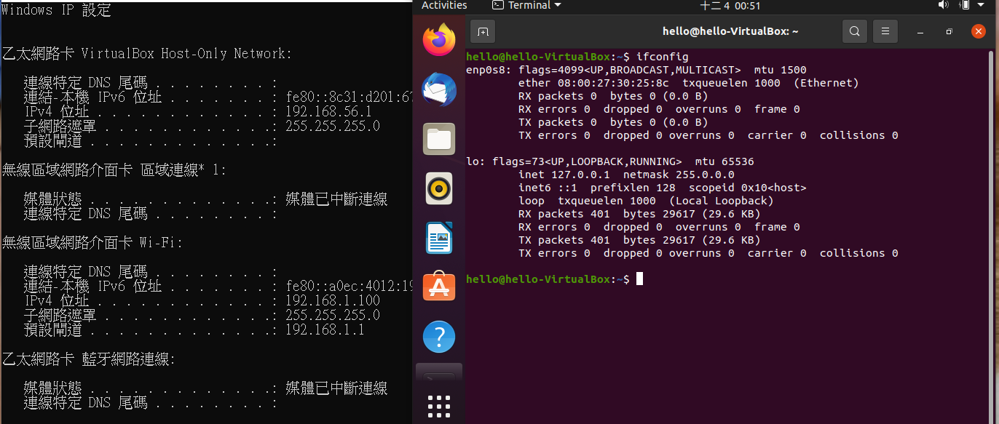 Windows IP 設定
乙太網路卡 VirtualBox Host-Only Network:
連線特定 DNS 尾碼 . . . . . . . . :
連結-本機 IPv6 位址 . . . . . . . : fe80::8c31:d201:67
IPv4 位址 . . . . . . . . . . . . : 192.168.56.1
子網路遮罩 . . . . . . . . . . . .: 255.255.255.0
預設閘道 . . . . . . . . . . . . .:
無線區域網路介面卡 區域連線* 1:
媒體狀態 . . . . . . . . . . . . .: 媒體已中斷連線
連線特定 DNS 尾碼 . . . . . . . . :
無線區域網路介面卡 Wi-Fi:
連線特定 DNS 尾碼 . . . . . . . . :
連結-本機 IPv6 位址 . . . . . . . : fe80::a0ec:4012:19
IPv4 位址 . . . . . . . . . . . . : 192.168.1.100
子網路遮罩 . . . . . . . . . . . .: 255.255.255.0
預設閘道 . . . . . . . . . . . . .: 192.168.1.1
乙太網路卡 藍牙網路連線:
媒體狀態 . . . . . . . . . . . . .: 媒體已中斷連線
連線特定 DNS 尾碼 . . . . . . . . :
Activities Terminal 十二 4 00:51
hello@hello-VirtualBox: ~
hello@hello-VirtualBox:~$ ifconfig
enp0s8: flags=4099<UP,BROADCAST,MULTICAST> mtu 1500
ether 08:00:27:30:25:8c txqueuelen 1000 (Ethernet)
RX packets 0 bytes 0 (0.0 B)
RX errors 0 dropped 0 overruns 0 frame 0
TX packets 0 bytes 0 (0.0 B)
TX errors 0 dropped 0 overruns 0 carrier 0 collisions 0
lo: flags=73<UP,LOOPBACK,RUNNING> mtu 65536
inet 127.0.0.1 netmask 255.0.0.0
inet6 ::1 prefixlen 128 scopeid 0x10<host>
loop txqueuelen 1000 (Local Loopback)
RX packets 401 bytes 29617 (29.6 KB)
RX errors 0 dropped 0 overruns 0 frame 0
TX packets 401 bytes 29617 (29.6 KB)
TX errors 0 dropped 0 overruns 0 carrier 0 collisions 0
hello@hello-VirtualBox:~$